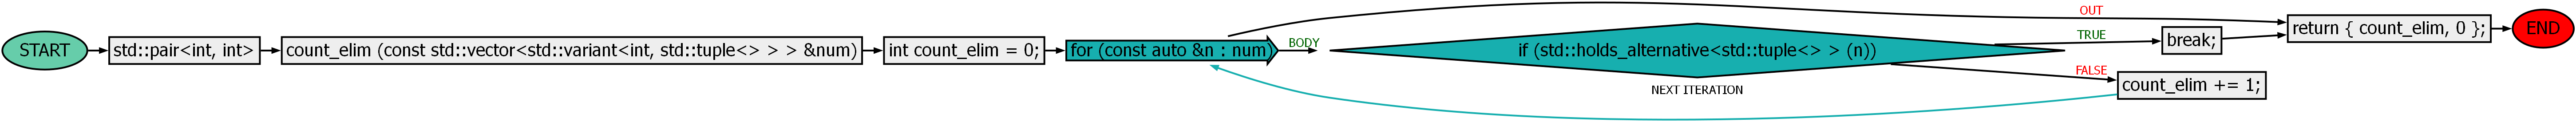 START
std::pair<int, int>
count_elim (const std::vector<std::variant<int, std::tuple<> > > &num)
int count_elim = 0;
for (const auto &n : num)
BODY
if (std::holds_alternative<std::tuple<> > (n))
NEXT ITERATION
OUT
TRUE
break;
FALSE
count_elim += 1;
return { count_elim, 0 };
END